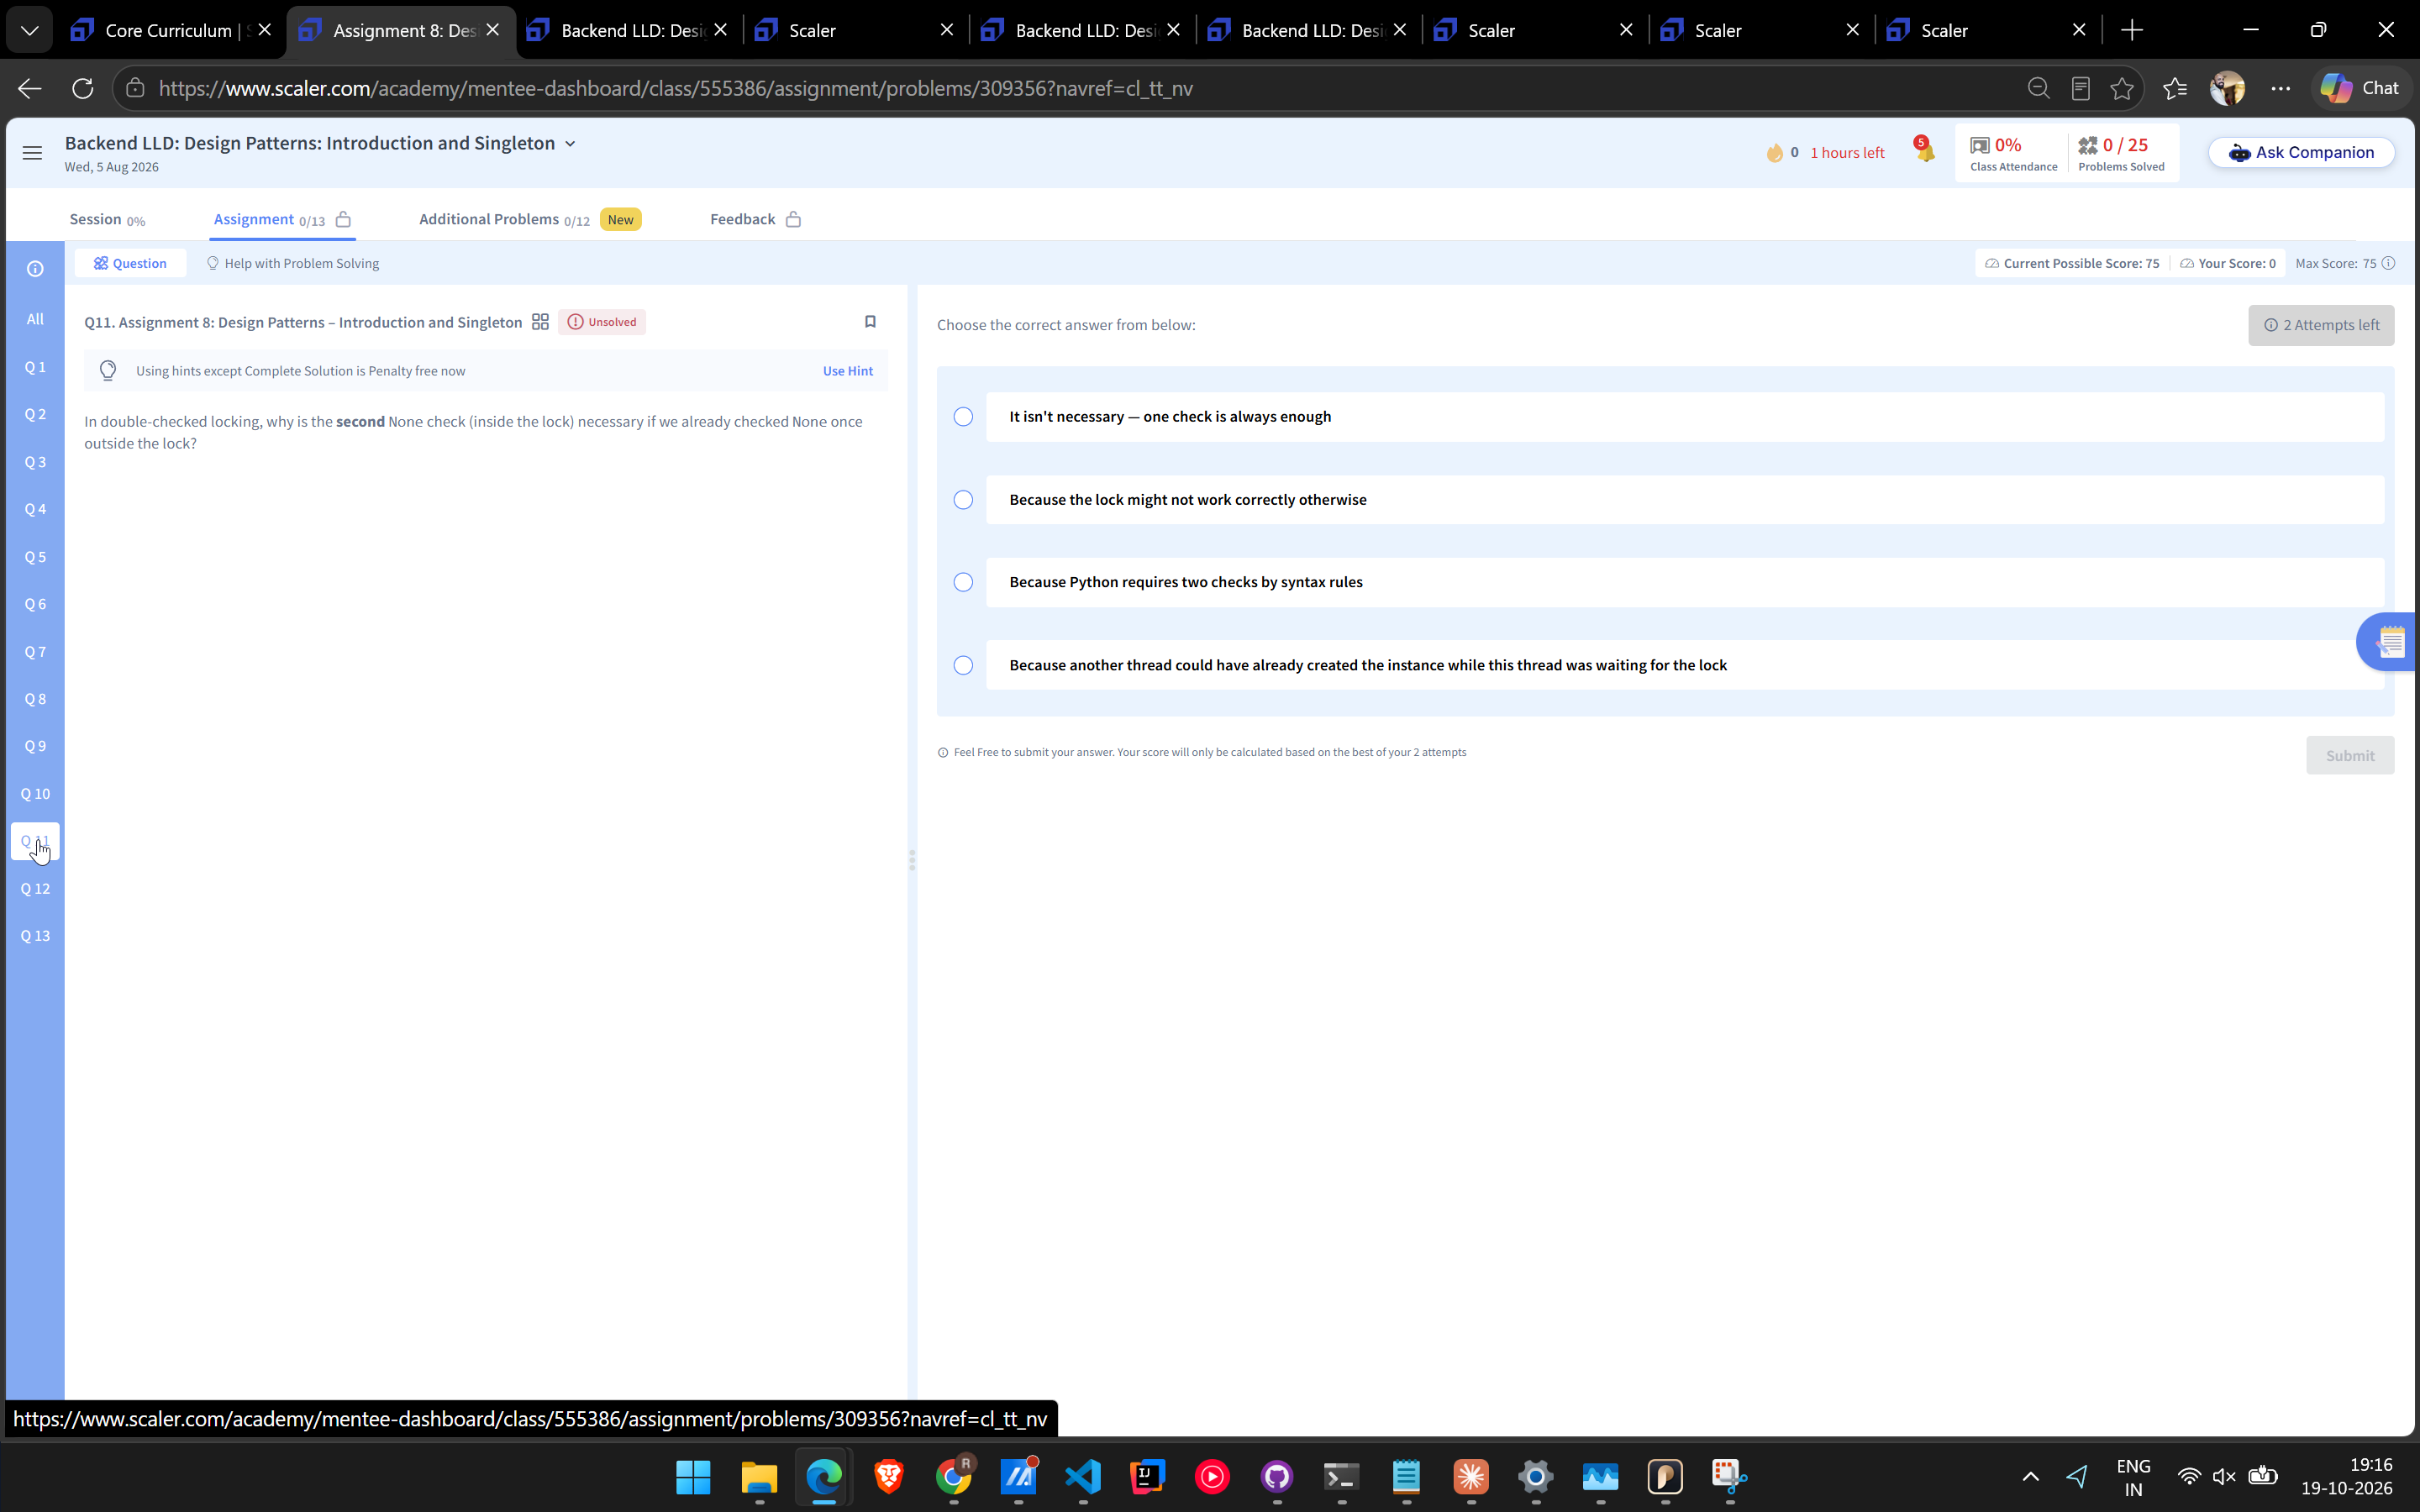 Core Curriculum |
Assignment 8: Des
Backend LLD: Desi
Scaler
Backend LLD: Desi
Backend LLD: Desi
Scaler
Scaler
Scaler
https://www.scaler.com/academy/mentee-dashboard/class/555386/assignment/problems/309356?navref=cl_tt_nv
Chat
Backend LLD: Design Patterns: Introduction and Singleton
Wed, 5 Aug 2026
0 1 hours left
5
0%
Class Attendance
0 / 25
Problems Solved
Ask Companion
Session 0%
Assignment 0/13
Additional Problems 0/12 New
Feedback
Question
Help with Problem Solving
Current Possible Score: 75
Your Score: 0
Max Score: 75
All
Q 1
Q 2
Q 3
Q 4
Q 5
Q 6
Q 7
Q 8
Q 9
Q 10
Q 11
Q 12
Q 13
Q11. Assignment 8: Design Patterns – Introduction and Singleton
Unsolved
Using hints except Complete Solution is Penalty free now
Use Hint
In double-checked locking, why is the second None check (inside the lock) necessary if we already checked None once
outside the lock?
Choose the correct answer from below:
2 Attempts left
It isn't necessary — one check is always enough
Because the lock might not work correctly otherwise
Because Python requires two checks by syntax rules
Because another thread could have already created the instance while this thread was waiting for the lock
Feel Free to submit your answer. Your score will only be calculated based on the best of your 2 attempts
Submit
https://www.scaler.com/academy/mentee-dashboard/class/555386/assignment/problems/309356?navref=cl_tt_nv
R
IJ
ENG
IN
19:16
19-10-2026